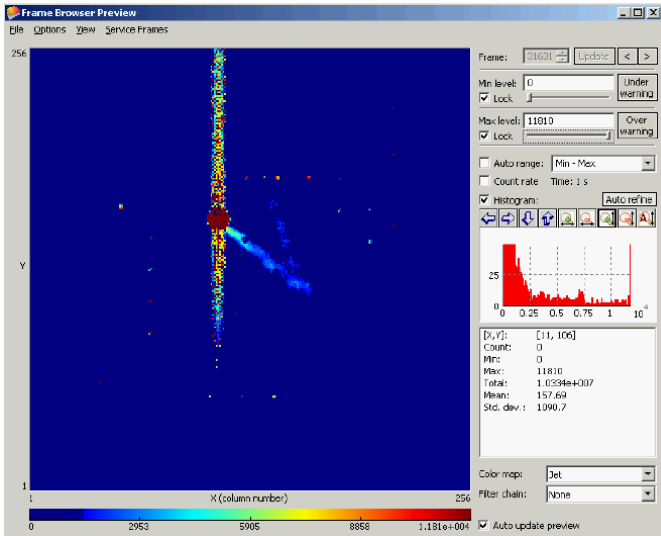 Frame Browser Preview
File Options View Service Frames
256
Y
1
1 X (column number) 256
0 2953 5905 8858 1.181e+004
Frame: 31631 Update < >
Min level: 0 Under warning
Lock
Max level: 11810 Over warning
Lock
Auto range: Min - Max
Count rate Time: 1 s
Histogram: Auto refine
25
0 0 0.25 0.5 0.75 1 10 4
[X,Y]: [11, 106]
Count: 0
Min: 0
Max: 11810
Total: 1.0334e+007
Mean: 157.69
Std. dev.: 1090.7
Color map: Jet
Filter chain: None
Auto update preview